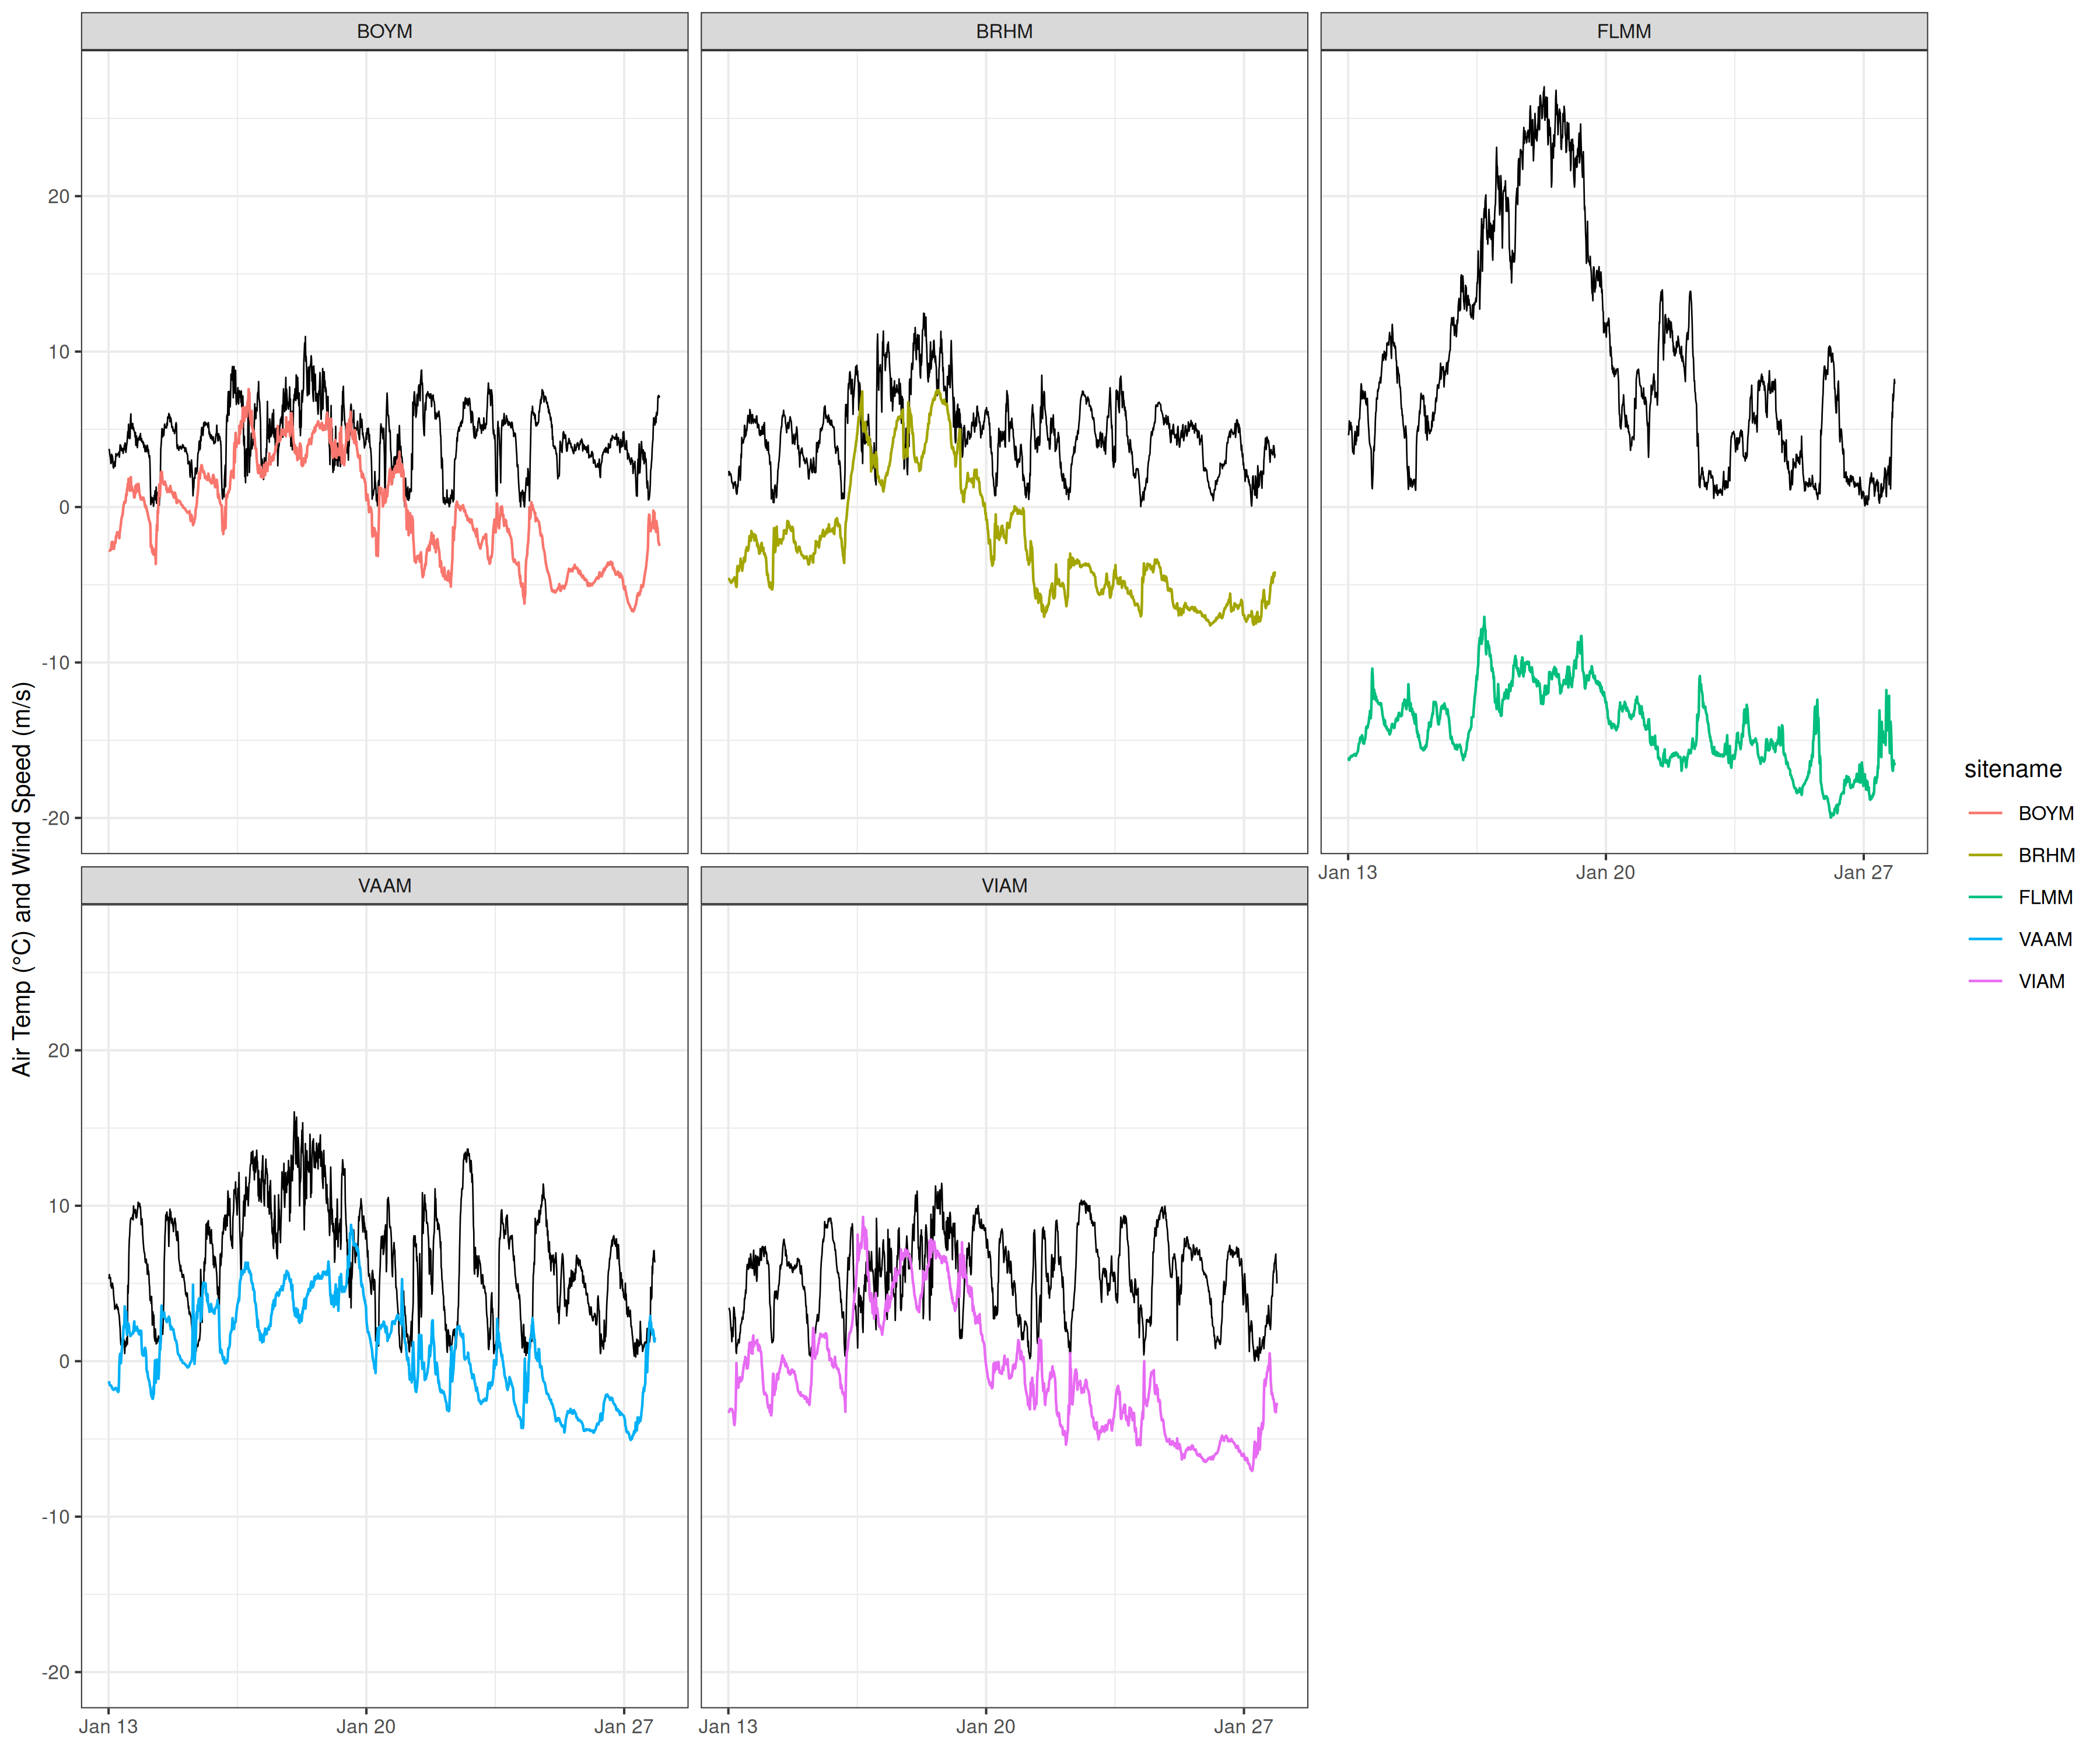 BOYM
BRHM
FLMM
20
10
0
-10
-20
Jan 13
Jan 20
Jan 27
VAAM
VIAM
20
10
0
-10
-20
Jan 13
Jan 20
Jan 27
Jan 13
Jan 20
Jan 27
Air Temp (°C) and Wind Speed (m/s)
sitename
BOYM
BRHM
FLMM
VAAM
VIAM